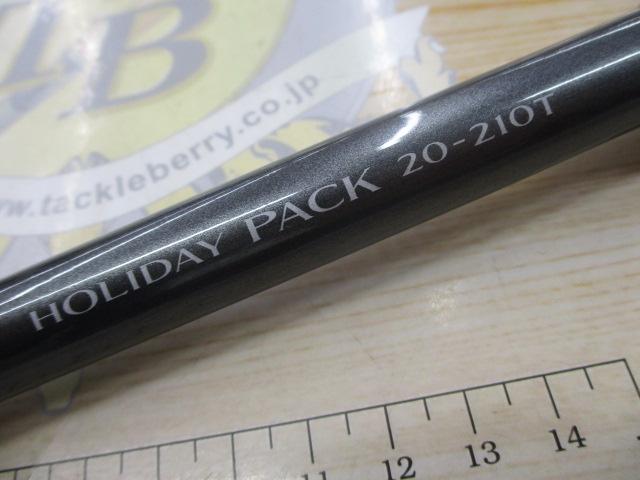 LB
www.tackleberry.co.jp
HOLIDAY PACK 20-210T
11 12 13 14